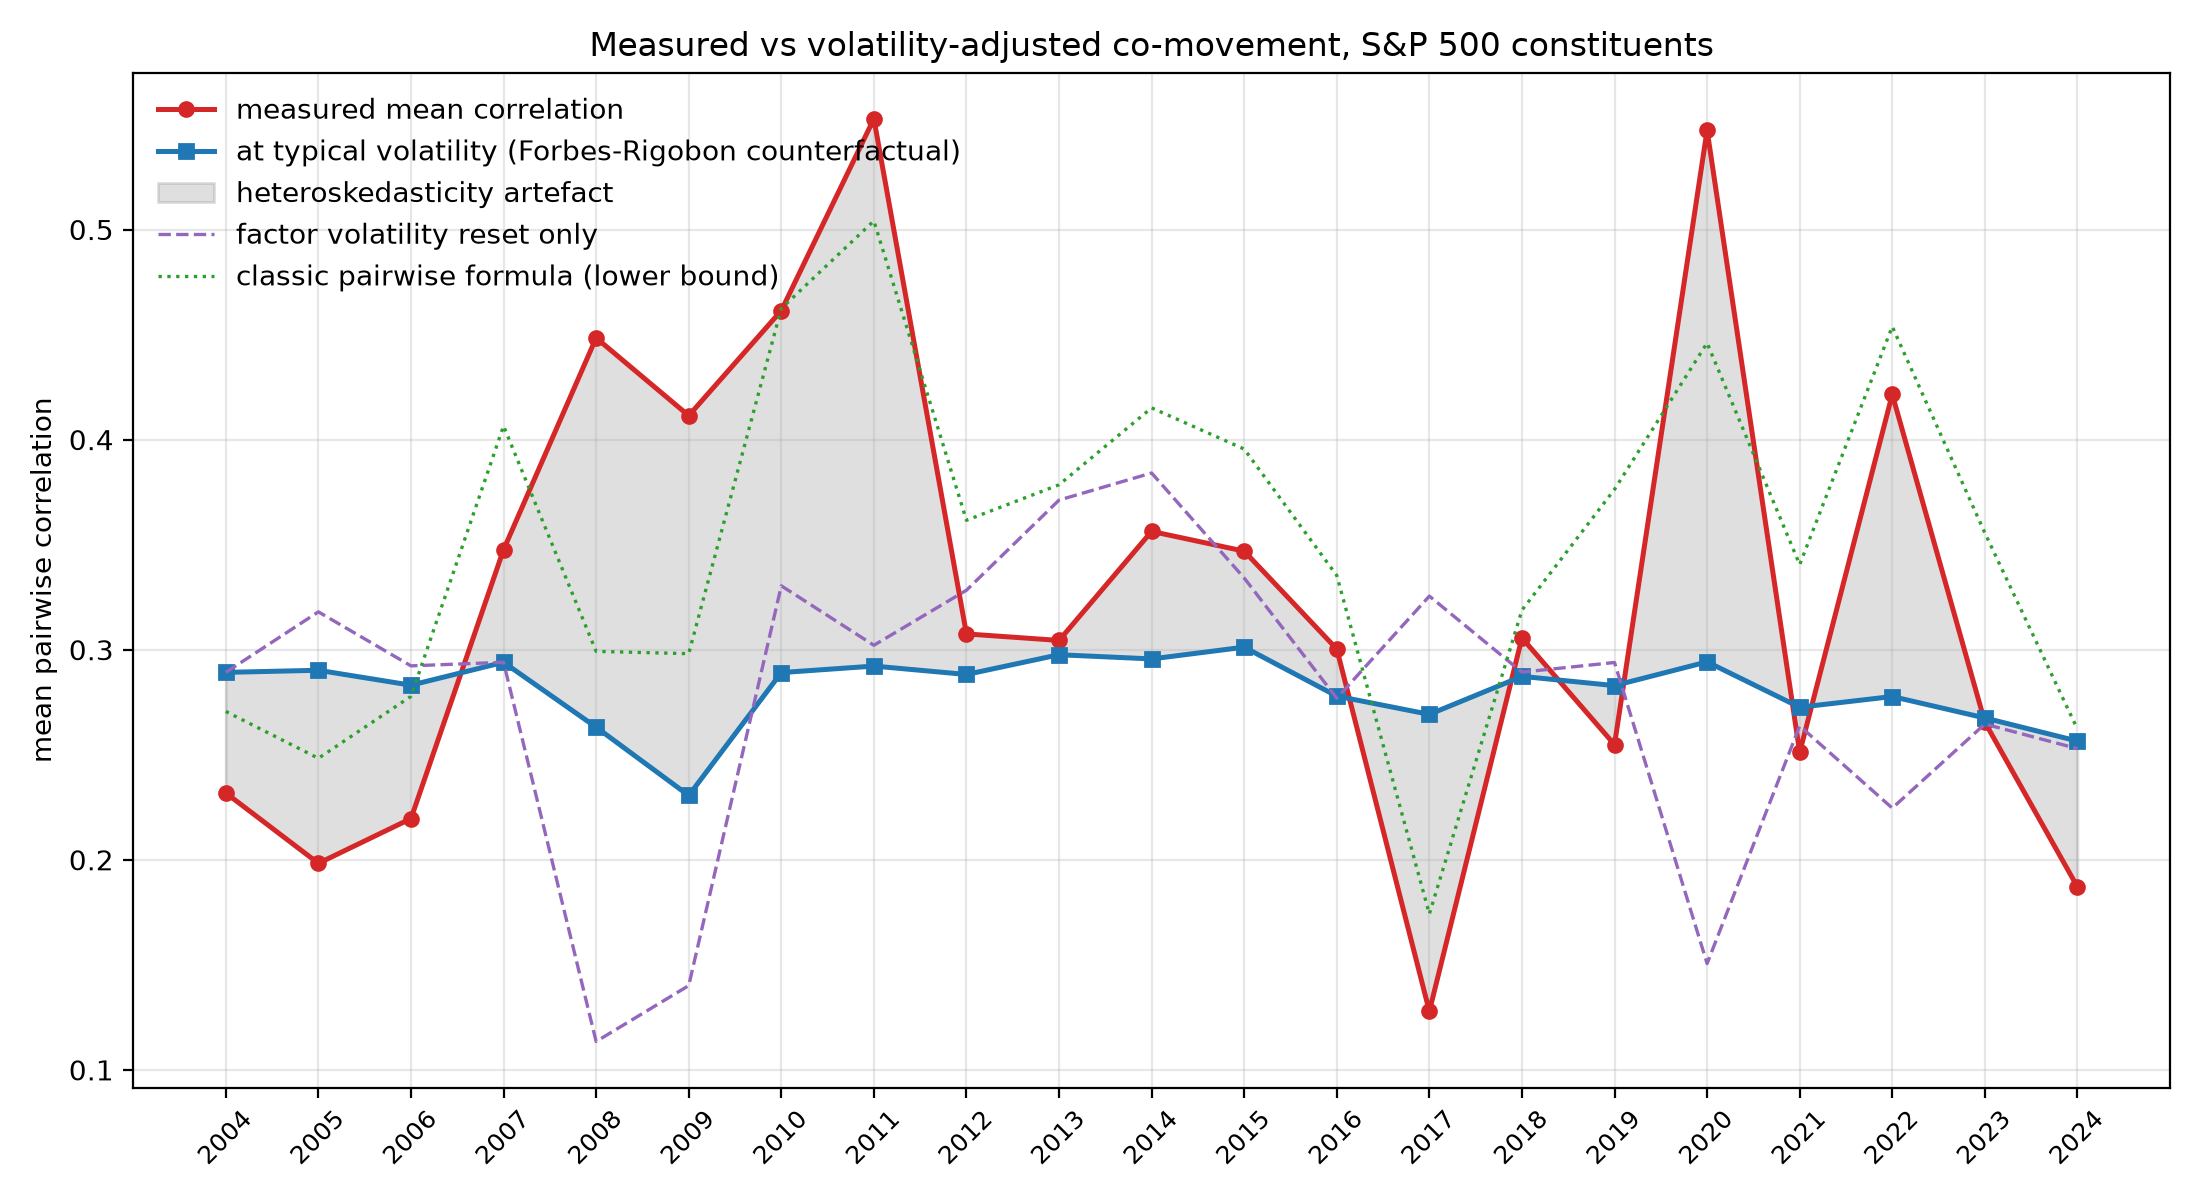 Measured vs volatility-adjusted co-movement, S&P 500 constituents
measured mean correlation
at typical volatility (Forbes-Rigobon counterfactual)
heteroskedasticity artefact
factor volatility reset only
classic pairwise formula (lower bound)
mean pairwise correlation
0.5
0.4
0.3
0.2
0.1
2004 2005 2006 2007 2008 2009 2010 2011 2012 2013 2014 2015 2016 2017 2018 2019 2020 2021 2022 2023 2024